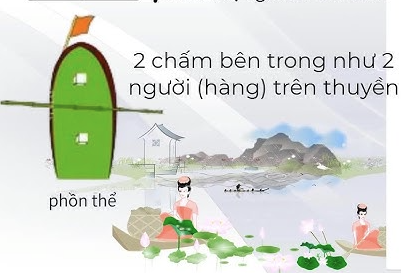 2 chấm bên trong như 2
người (hàng) trên thuyền
phồn thể